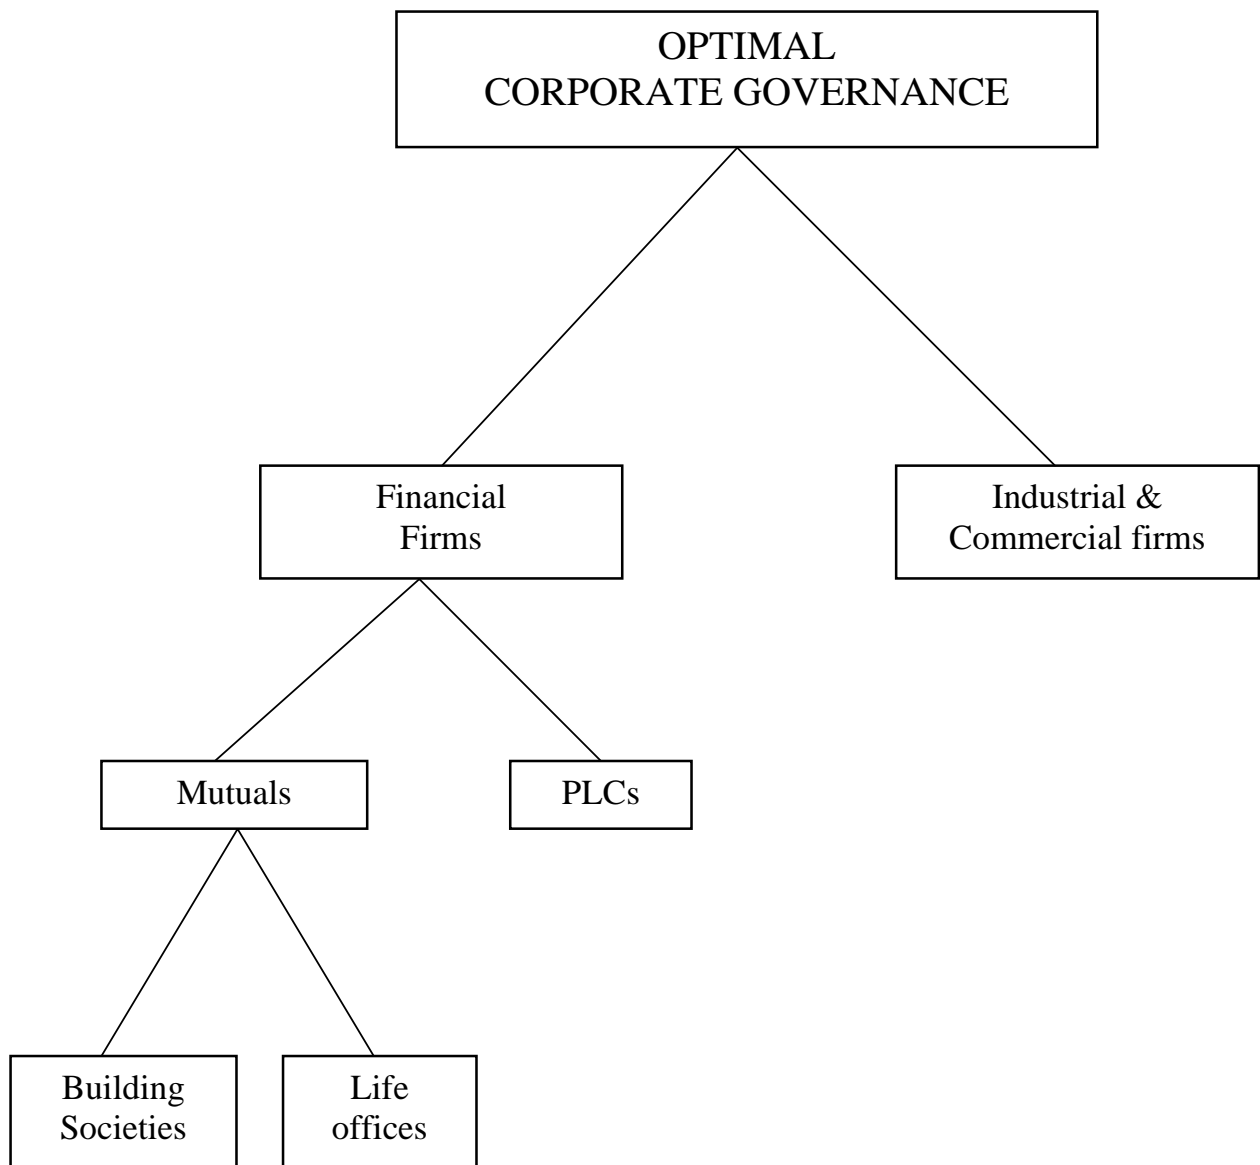 OPTIMAL
CORPORATE GOVERNANCE
Financial
Firms
Industrial &
Commercial firms
Mutuals
PLCs
Building
Societies
Life
offices